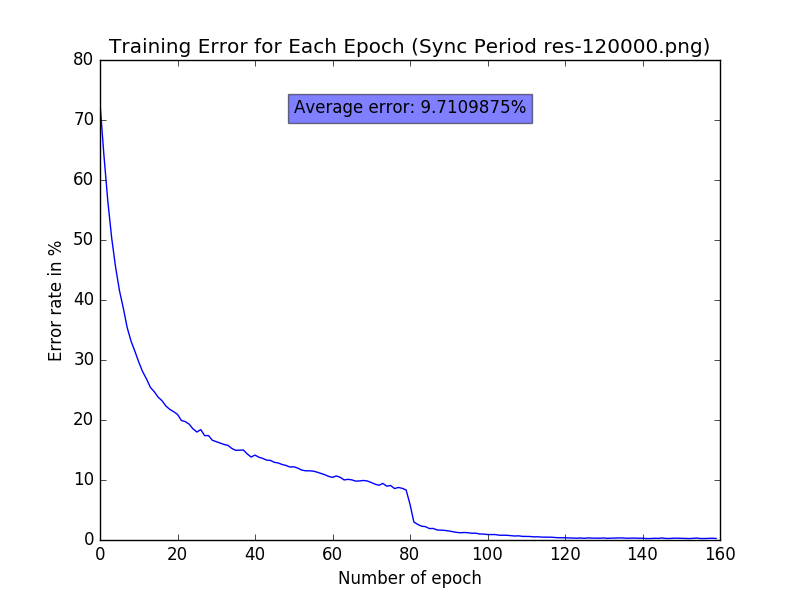 Training Error for Each Epoch (Sync Period res-120000.png)
Average error: 9.7109875%
80
70
60
50
40
30
20
10
0
Error rate in %
0 20 40 60 80 100 120 140 160
Number of epoch